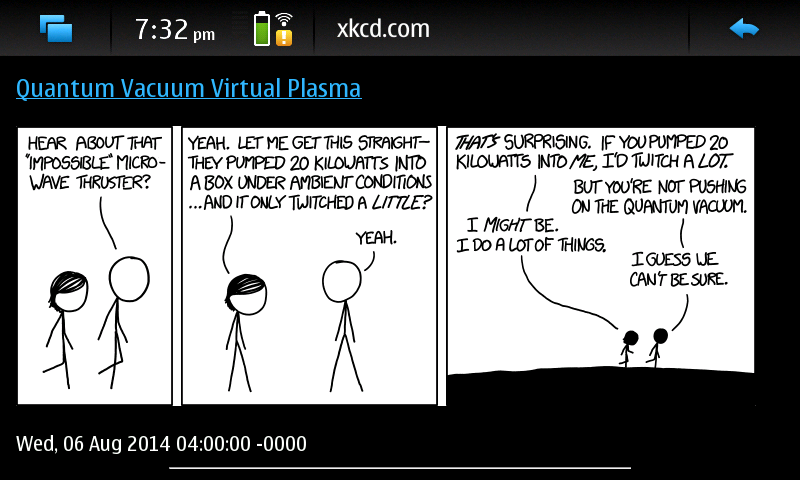 7:32 pm
xkcd.com
Quantum Vacuum Virtual Plasma
HEAR ABOUT THAT
"IMPOSSIBLE" MICRO-
WAVE THRUSTER?
YEAH. LET ME GET THIS STRAIGHT—
THEY PUMPED 20 KILOWATTS INTO
A BOX UNDER AMBIENT CONDITIONS
...AND IT ONLY TWITCHED A LITTLE?
YEAH.
THAT'S SURPRISING. IF YOU PUMPED 20
KILOWATTS INTO ME, I'D TWITCH A LOT.
BUT YOU'RE NOT PUSHING
ON THE QUANTUM VACUUM.
I MIGHT BE.
I DO A LOT OF THINGS.
I GUESS WE
CAN'T BE SURE.
Wed, 06 Aug 2014 04:00:00 -0000